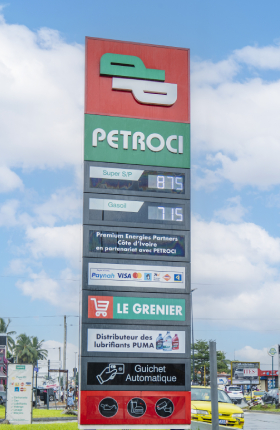 PETROCI
Super S/P
875
Gasoil
715
Premium Energies Partners
Côte d'Ivoire
en partenariat avec PETROCI
Paynah VISA
LE GRENIER
Distributeur des
lubrifiants PUMA
Guichet
Automatique